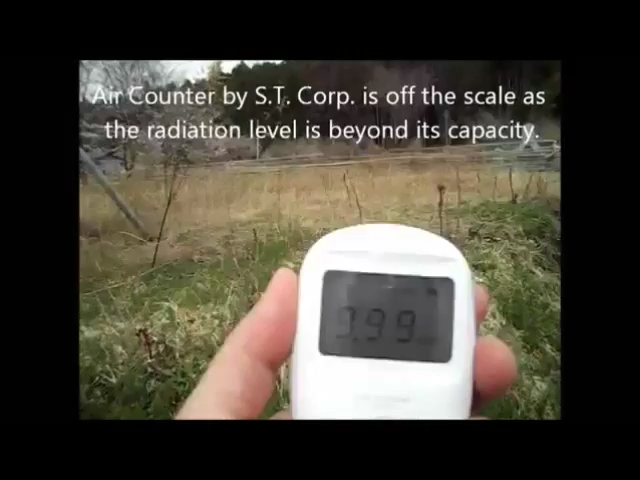 Air Counter by S.T. Corp. is off the scale as
the radiation level is beyond its capacity.
9.99